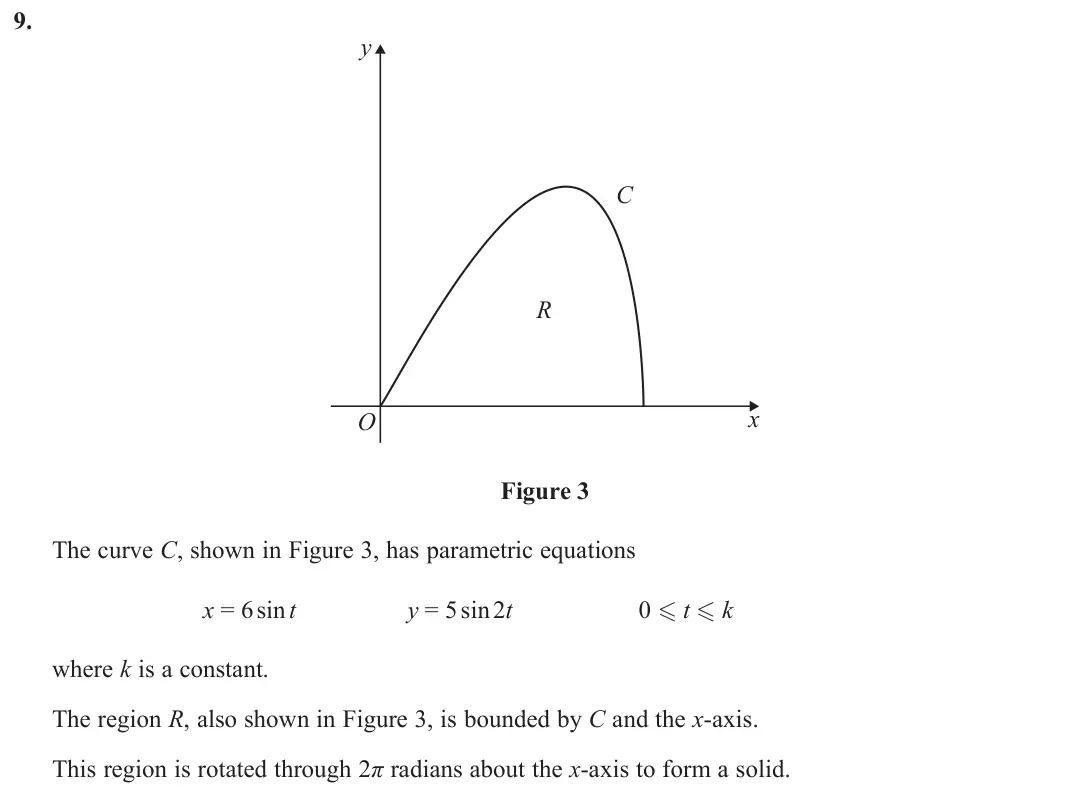 9.
y
C
R
O
x
Figure 3
The curve C, shown in Figure 3, has parametric equations
x = 6 sin t y = 5 sin 2t 0 ⩽ t ⩽ k
where k is a constant.
The region R, also shown in Figure 3, is bounded by C and the x-axis.
This region is rotated through 2π radians about the x-axis to form a solid.